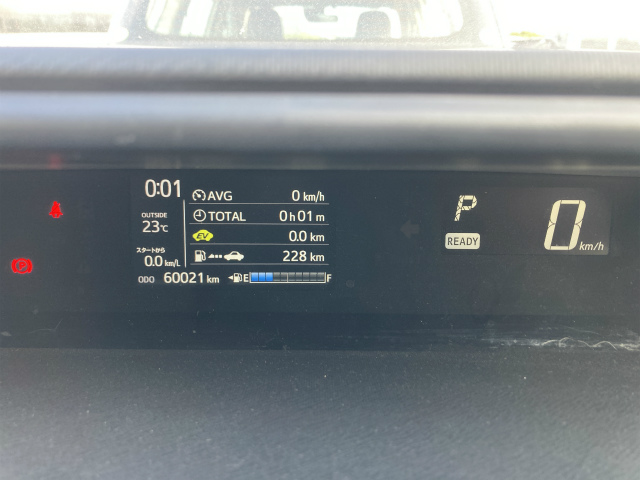 0:01
OUTSIDE
23℃
スタートから
0.0 km/L
ODO 60021 km
AVG 0 km/h
TOTAL 0h01m
EV 0.0 km
228 km
E F
P
READY
0 km/h
P